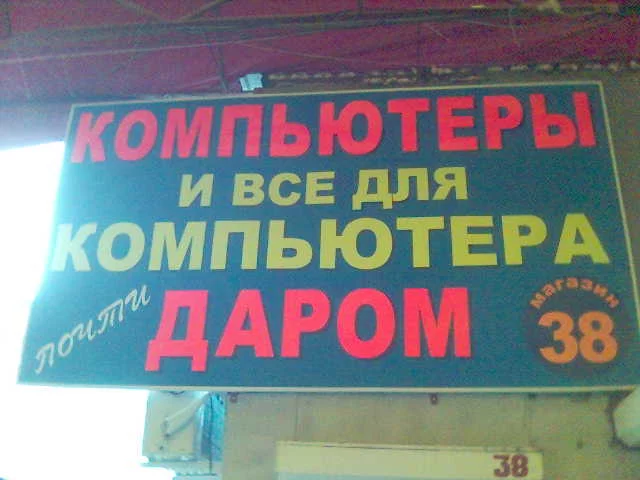 КОМПЬЮТЕРЫ
И ВСЕ ДЛЯ
КОМПЬЮТЕРА
почти ДАРОМ
магазин
38
38